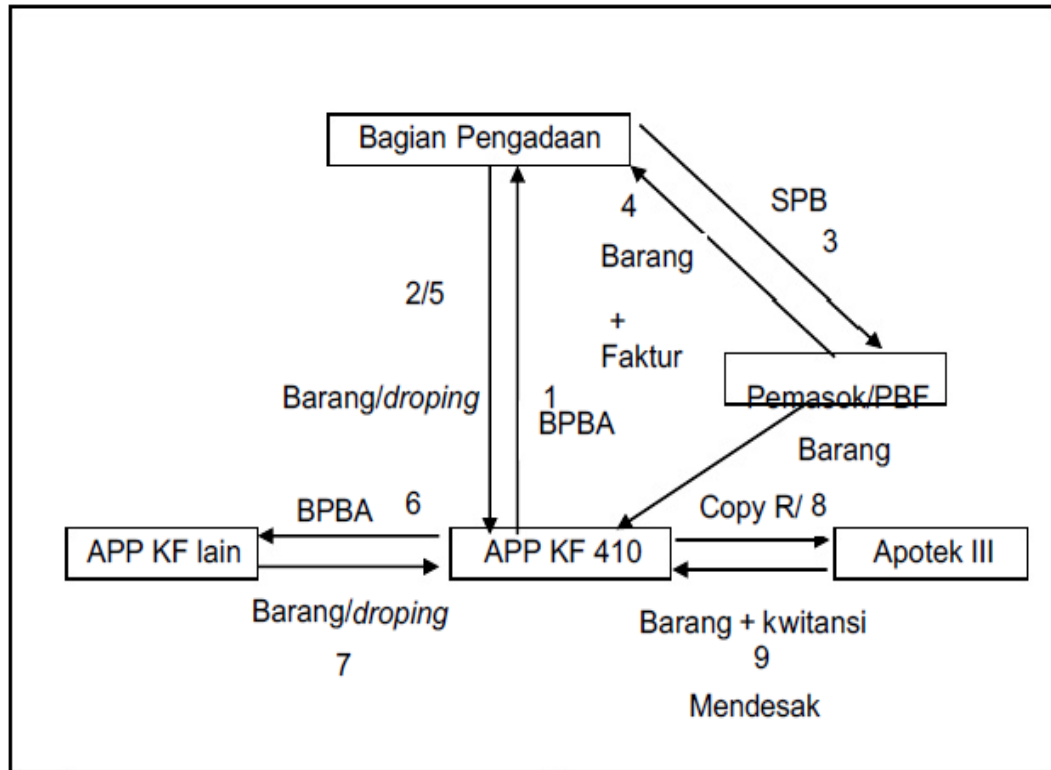 Bagian Pengadaan
SPB
3
4
Barang
2/5
+
Faktur
Pemasok/PBF
Barang/droping
1
BPBA
Barang
BPBA
6
Copy R/ 8
APP KF lain
APP KF 410
Apotek III
Barang/droping
7
Barang + kwitansi
9
Mendesak